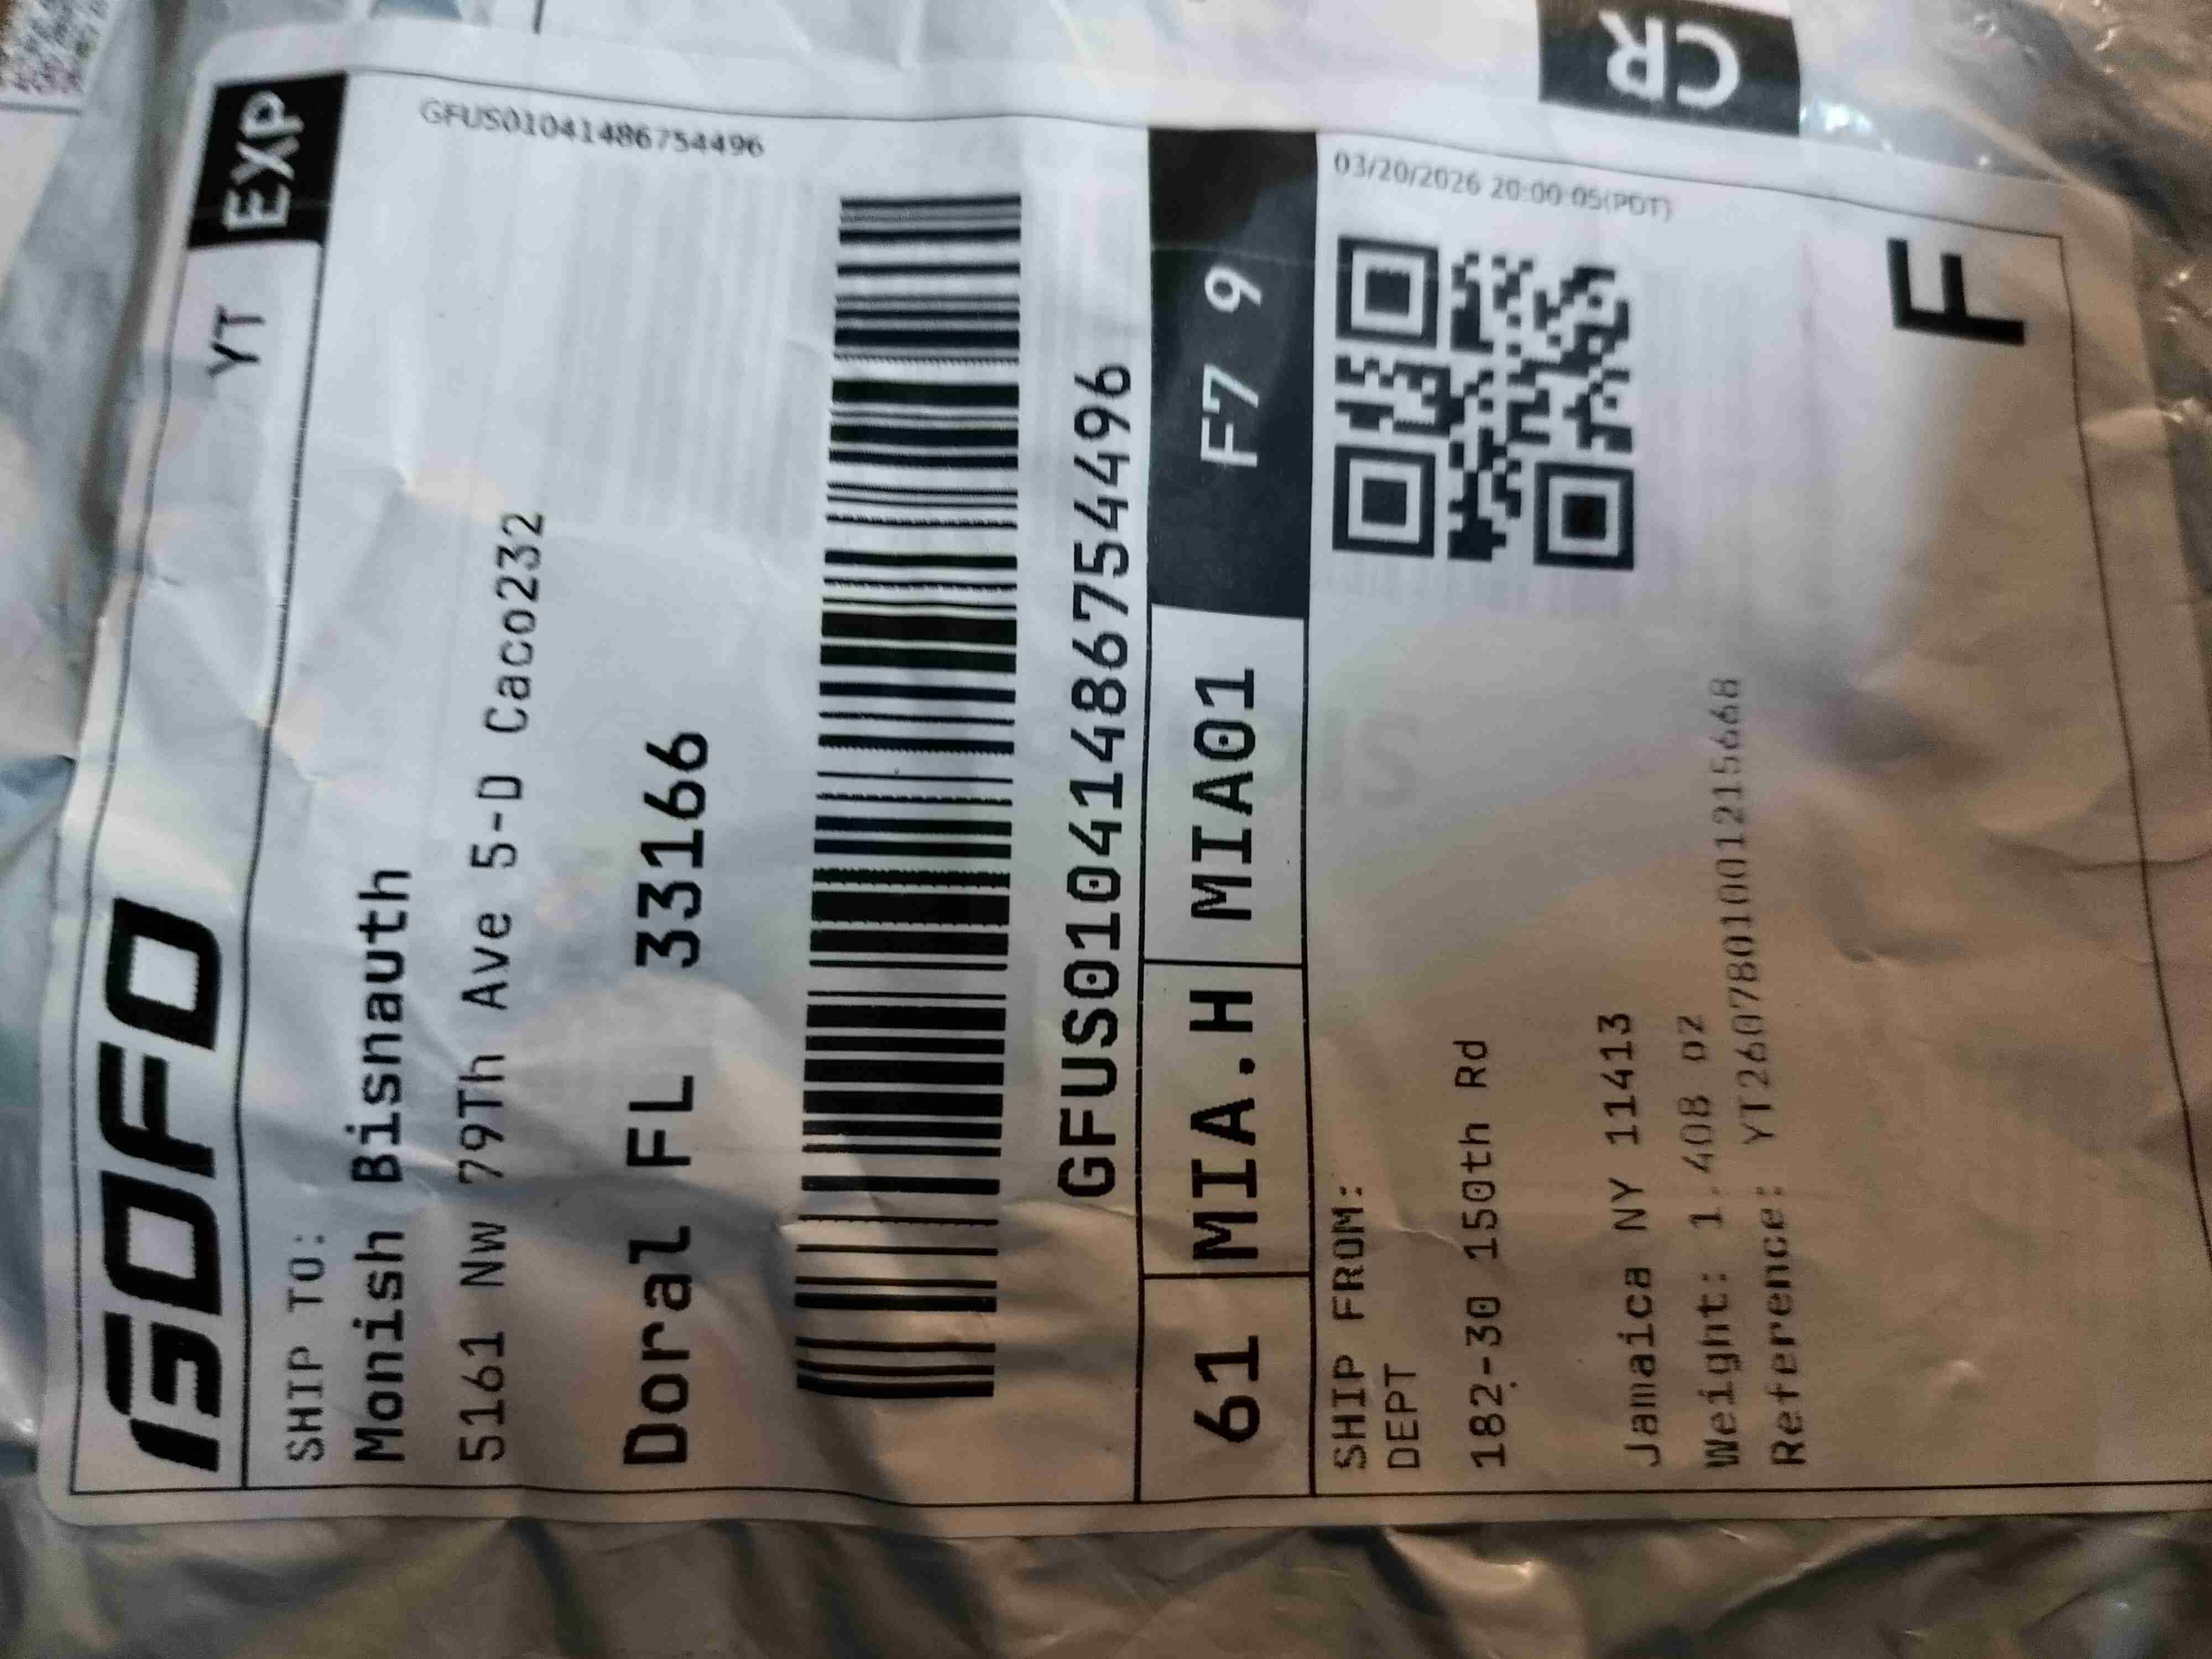 GOFO
YT EXP
GFUS01041486754496
SHIP TO:
Monish Bisnauth
5161 Nw 79Th Ave 5-D Caco232
Doral FL 33166
GFUS01041486754496
61 MIA.H MIA01 F7 9
03/20/2026 20:00:05(PDT)
SHIP FROM:
DEPT
182-30 150th Rd
Jamaica NY 11413
Weight: 1.408 oz
Reference: YT2607801001215668
F
CR